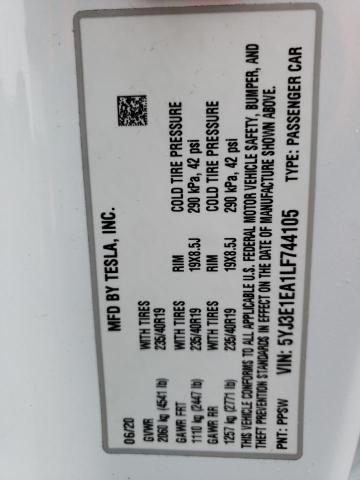 MFD BY TESLA, INC.
06/20
GVWR
2060 kg (4541 lb)
GAWR FRT WITH TIRES RIM COLD TIRE PRESSURE
1110 kg (2447 lb) 235/40R19 19X8.5J 290 kPa, 42 psi
GAWR RR WITH TIRES RIM COLD TIRE PRESSURE
1257 kg (2771 lb) 235/40R19 19X8.5J 290 kPa, 42 psi
THIS VEHICLE CONFORMS TO ALL APPLICABLE U.S. FEDERAL MOTOR VEHICLE SAFETY, BUMPER, AND
THEFT PREVENTION STANDARDS IN EFFECT ON THE DATE OF MANUFACTURE SHOWN ABOVE.
PNT: PPSW VIN: 5YJ3E1EA1LF744105 TYPE: PASSENGER CAR